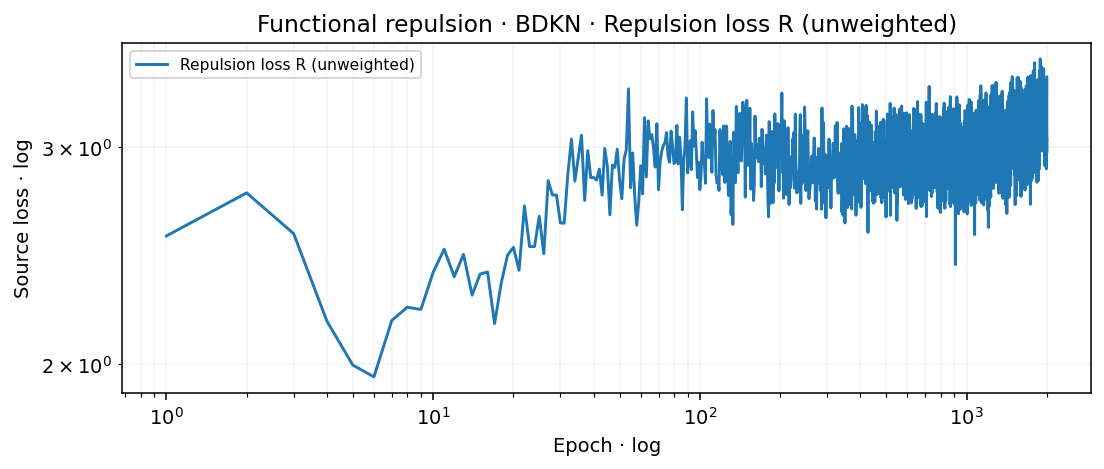 Functional repulsion · BDKN · Repulsion loss R (unweighted)
Repulsion loss R (unweighted)
Source loss · log
3 × 10⁰
2 × 10⁰
10⁰ 10¹ 10² 10³
Epoch · log